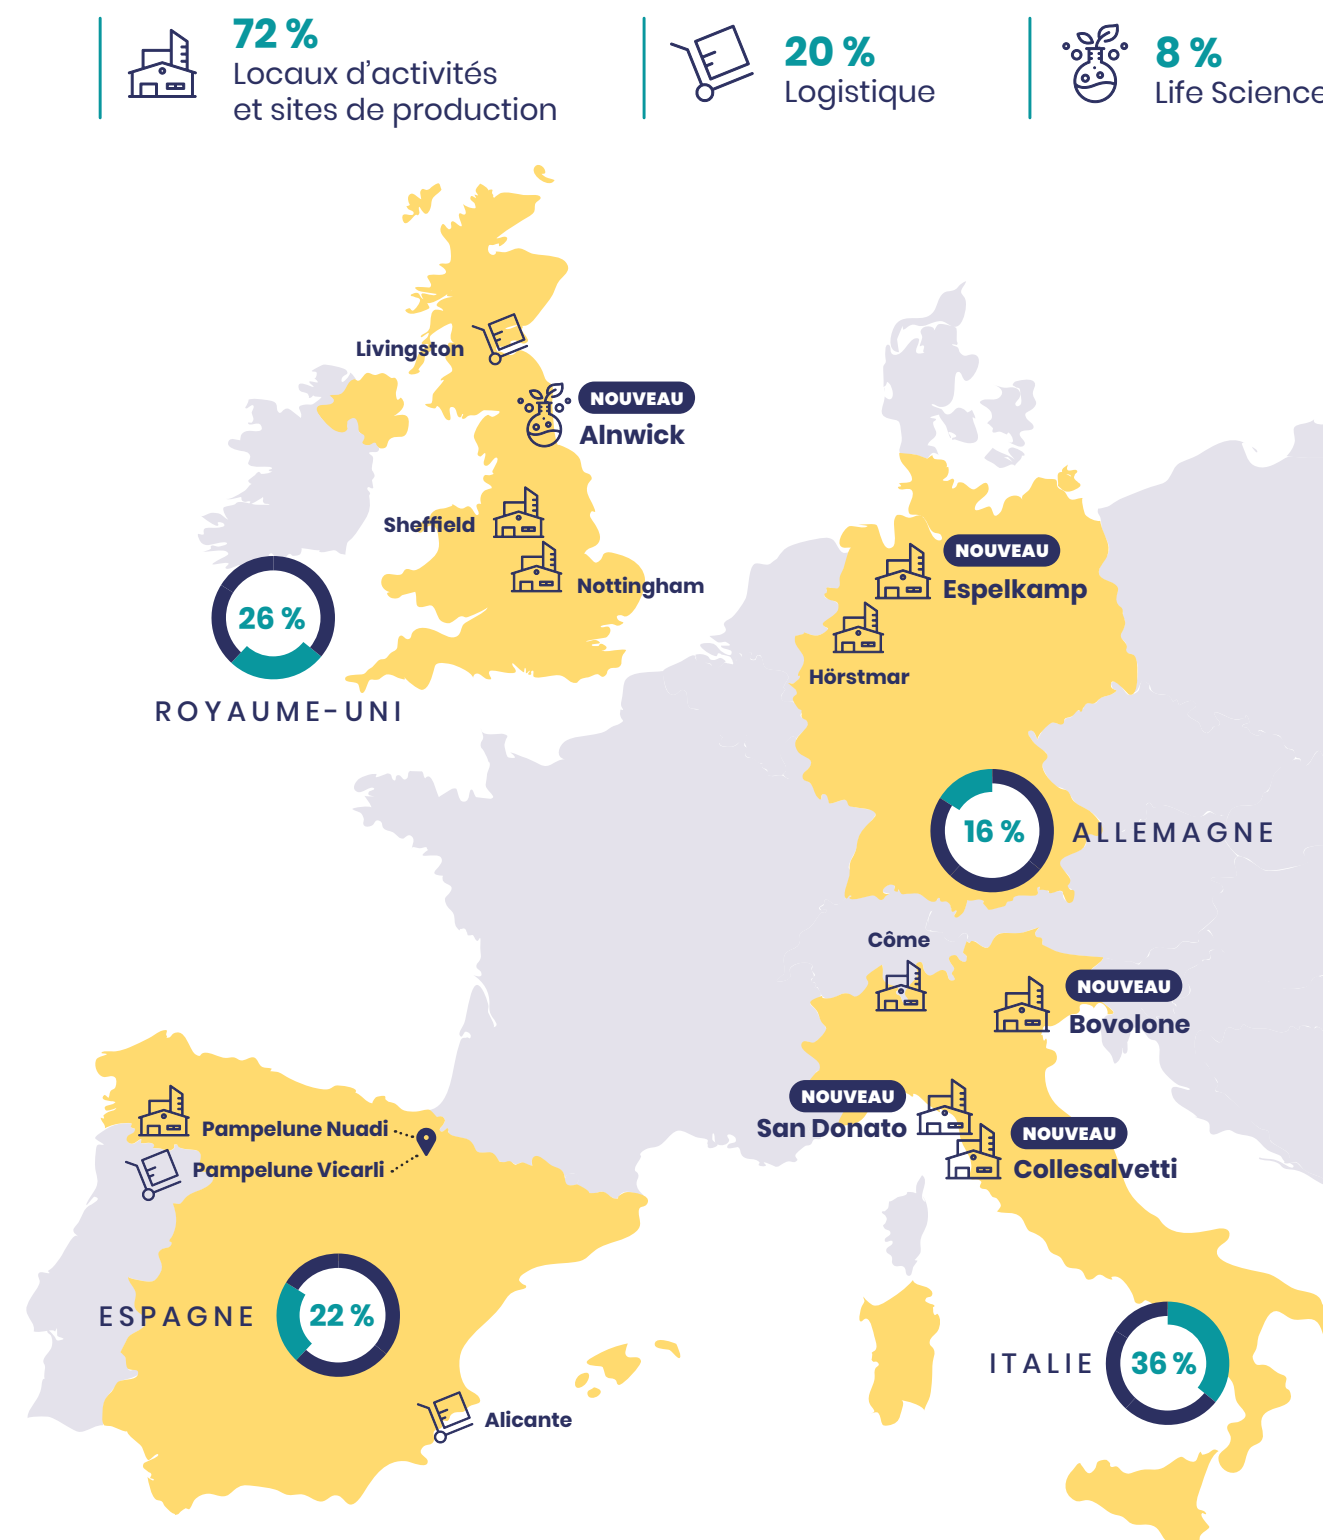 72 %
Locaux d’activités
et sites de production
20 %
Logistique
8 %
Life Science
Livingston
NOUVEAU
Alnwick
Sheffield
Nottingham
26 %
ROYAUME-UNI
NOUVEAU
Espelkamp
Hörstmar
16 %
ALLEMAGNE
Côme
NOUVEAU
Bovolone
NOUVEAU
San Donato
NOUVEAU
Collesalvetti
Pampelune Nuadi
Pampelune Vicarli
ESPAGNE
22 %
Alicante
ITALIE
36 %